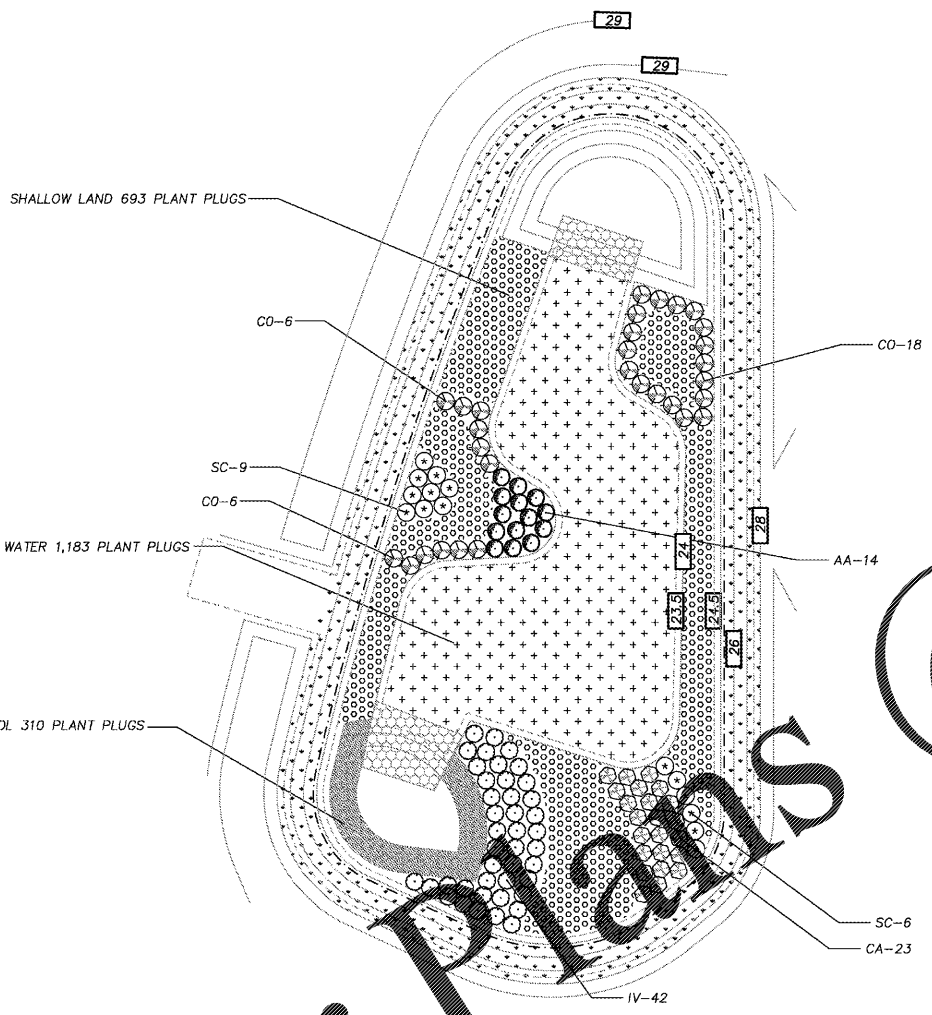 29
29
SHALLOW LAND 693 PLANT PLUGS
CO-6
CO-18
SC-9
CO-6
28
WATER 1,183 PLANT PLUGS
24
AA-14
23.5
24.5
26
310 PLANT PLUGS
SC-6
CA-23
IV-42
Plans